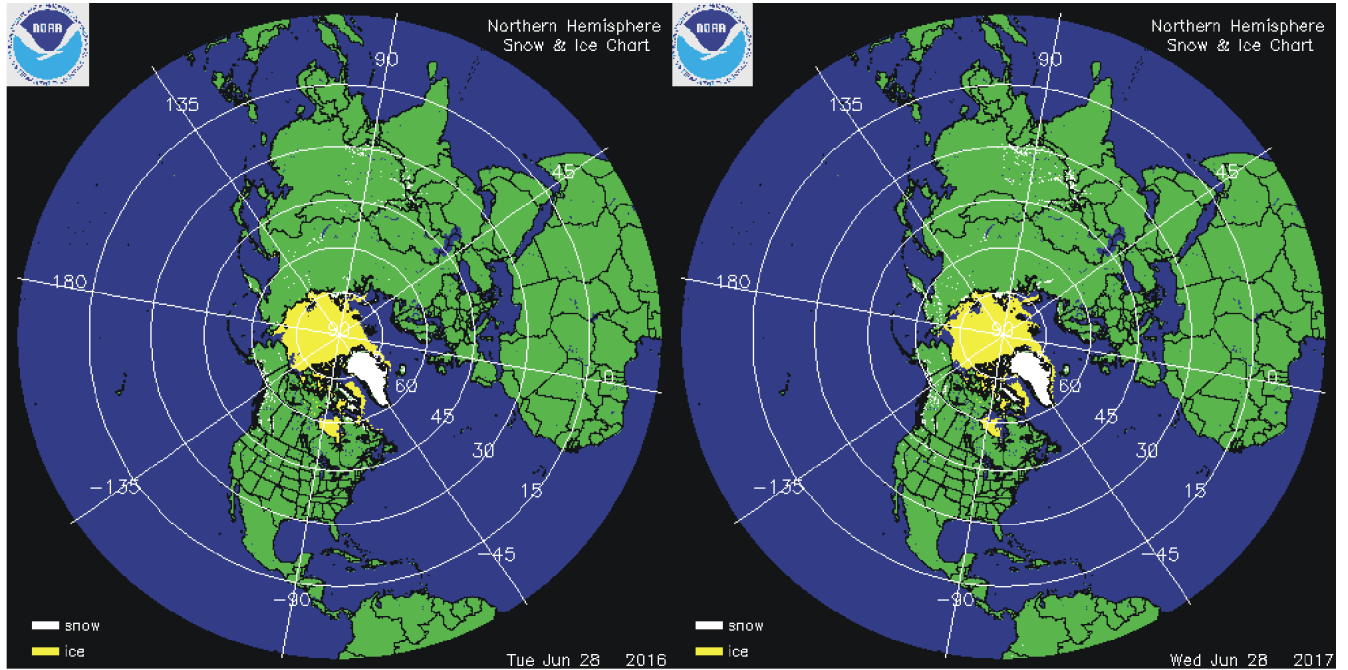 NOAA
Northern Hemisphere
Snow & Ice Chart
90
135
45
180
90
0
60
45
30
15
-135
-45
-90
snow
ice
Tue Jun 28 2016
NOAA
Northern Hemisphere
Snow & Ice Chart
90
135
45
180
90
0
60
45
30
15
-135
-45
-90
snow
ice
Wed Jun 28 2017